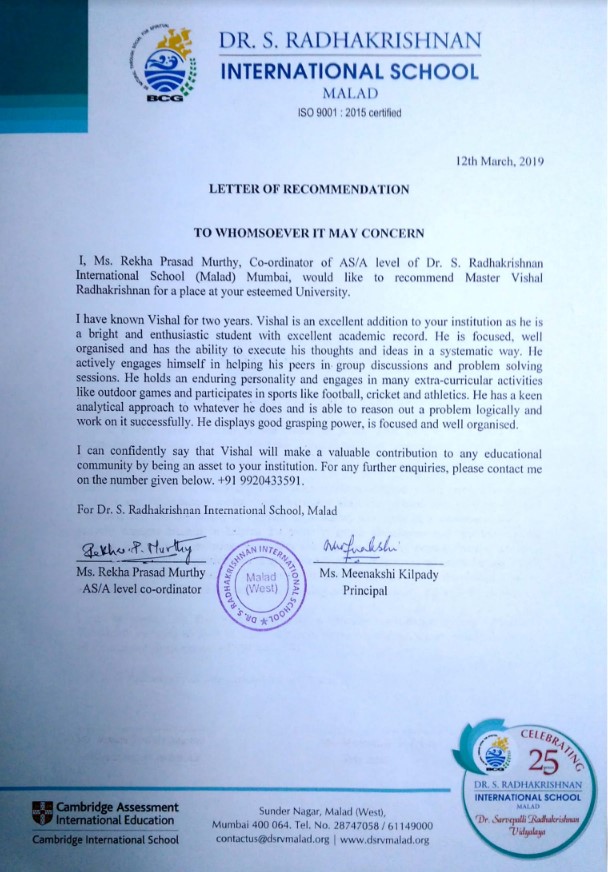 BCG
DR. S. RADHAKRISHNAN
INTERNATIONAL SCHOOL
MALAD
ISO 9001 : 2015 certified
12th March, 2019
LETTER OF RECOMMENDATION
TO WHOMSOEVER IT MAY CONCERN
I, Ms. Rekha Prasad Murthy, Co-ordinator of AS/A level of Dr. S. Radhakrishnan
International School (Malad) Mumbai, would like to recommend Master Vishal
Radhakrishnan for a place at your esteemed University.
I have known Vishal for two years. Vishal is an excellent addition to your institution as he is
a bright and enthusiastic student with excellent academic record. He is focused, well
organised and has the ability to execute his thoughts and ideas in a systematic way. He
actively engages himself in helping his peers in group discussions and problem solving
sessions. He holds an enduring personality and engages in many extra-curricular activities
like outdoor games and participates in sports like football, cricket and athletics. He has a keen
analytical approach to whatever he does and is able to reason out a problem logically and
work on it successfully. He displays good grasping power, is focused and well organised.
I can confidently say that Vishal will make a valuable contribution to any educational
community by being an asset to your institution. For any further enquiries, please contact me
on the number given below. +91 9920433591.
For Dr. S. Radhakrishnan International School, Malad
Rekha P. Murthy
Ms. Rekha Prasad Murthy
AS/A level co-ordinator
DR. S. RADHAKRISHNAN INTERNATIONAL SCHOOL
Malad
(West)
Ms. Meenakshi Kilpady
Principal
CELEBRATING
25
BCG
DR. S. RADHAKRISHNAN
INTERNATIONAL SCHOOL
MALAD
Dr. Sarvepalli Radhakrishnan
Vidyalaya
Cambridge Assessment
International Education
Cambridge International School
Sunder Nagar, Malad (West),
Mumbai 400 064. Tel. No. 28747058 / 61149000
contactus@dsrvmalad.org | www.dsrvmalad.org